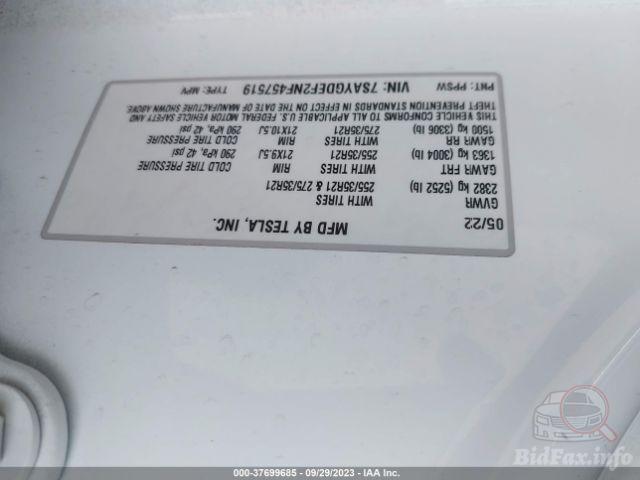 MFD BY TESLA, INC. 05/22
GVWR
2382 kg (5252 lb) WITH TIRES 255/35R21 & 275/35R21
GAWR FRT WITH TIRES RIM COLD TIRE PRESSURE
1363 kg (3004 lb) 255/35R21 21X9.5J 290 kPa, 42 psi
GAWR RR WITH TIRES RIM COLD TIRE PRESSURE
1500 kg (3306 lb) 275/35R21 21X10.5J 290 kPa, 42 psi
THIS VEHICLE CONFORMS TO ALL APPLICABLE U.S. FEDERAL MOTOR VEHICLE SAFETY AND
THEFT PREVENTION STANDARDS IN EFFECT ON THE DATE OF MANUFACTURE SHOWN ABOVE.
PNT: PPSW VIN: 7SAYGDEF2NF457519 TYPE: MPV
BidFax.info
000-37699685 - 09/29/2023 - IAA Inc.